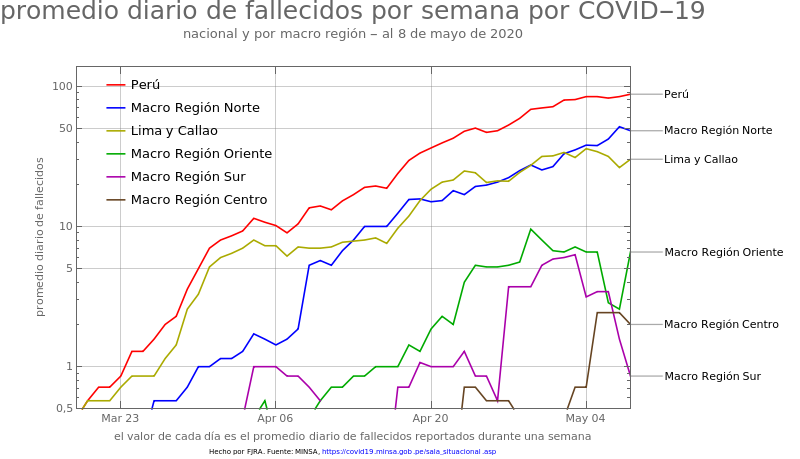 promedio diario de fallecidos por semana por COVID−19
nacional y por macro región − al 8 de mayo de 2020
promedio diario de fallecidos
100
50
10
5
1
0,5
Perú
Macro Región Norte
Lima y Callao
Macro Región Oriente
Macro Región Sur
Macro Región Centro
Perú
Macro Región Norte
Lima y Callao
Macro Región Oriente
Macro Región Centro
Macro Región Sur
Mar 23 Apr 06 Apr 20 May 04
el valor de cada día es el promedio diario de fallecidos reportados durante una semana
Hecho por FJRA. Fuente: MINSA, https://covid19.minsa.gob.pe/sala_situacional .asp